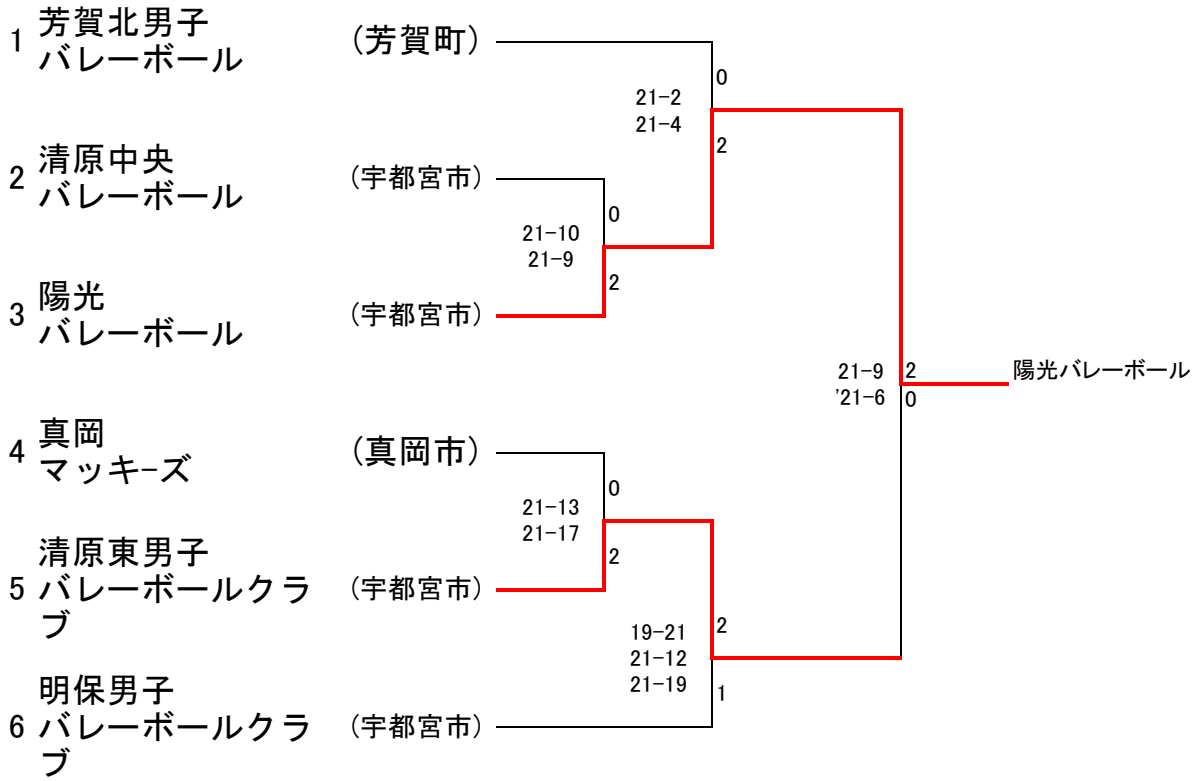 1 芳賀北男子
バレーボール
(芳賀町)
0
21-2
21-4
2
2 清原中央
バレーボール
(宇都宮市)
0
21-10
21-9
2
3 陽光
バレーボール
(宇都宮市)
21-9
'21-6
2
0
陽光バレーボール
4 真岡
マッキ-ズ
(真岡市)
0
21-13
21-17
2
5 清原東男子
バレーボールクラ
ブ
(宇都宮市)
19-21
21-12
21-19
2
1
6 明保男子
バレーボールクラ
ブ
(宇都宮市)